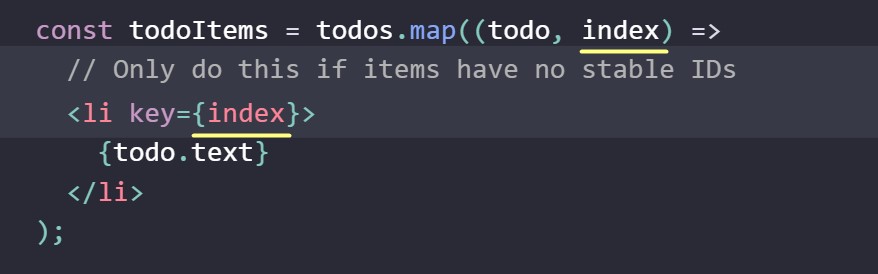 const todoItems = todos.map((todo, index) =>
  // Only do this if items have no stable IDs
  <li key={index}>
    {todo.text}
  </li>
);